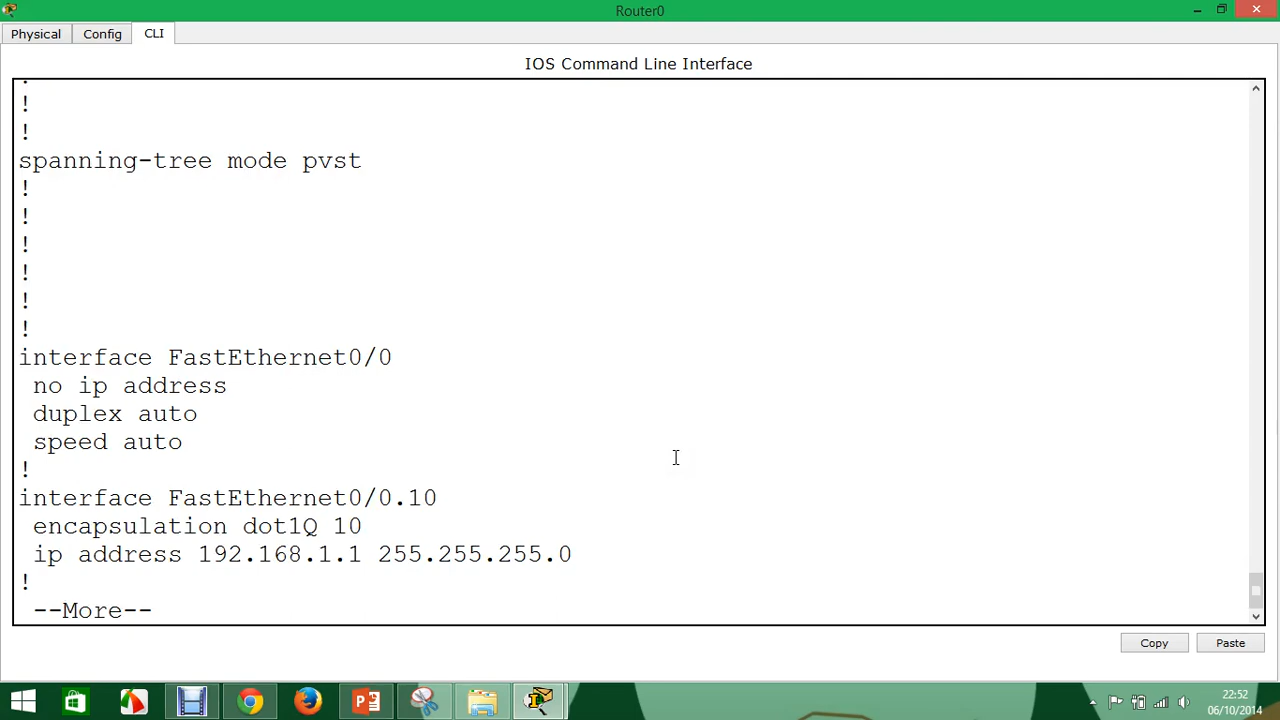 Router0
Physical Config CLI
IOS Command Line Interface
!
!
!
spanning-tree mode pvst
!
!
!
!
!
!
interface FastEthernet0/0
no ip address
duplex auto
speed auto
!
interface FastEthernet0/0.10
encapsulation dot1Q 10
ip address 192.168.1.1 255.255.255.0
!
--More--
Copy Paste
22:52
06/10/2014